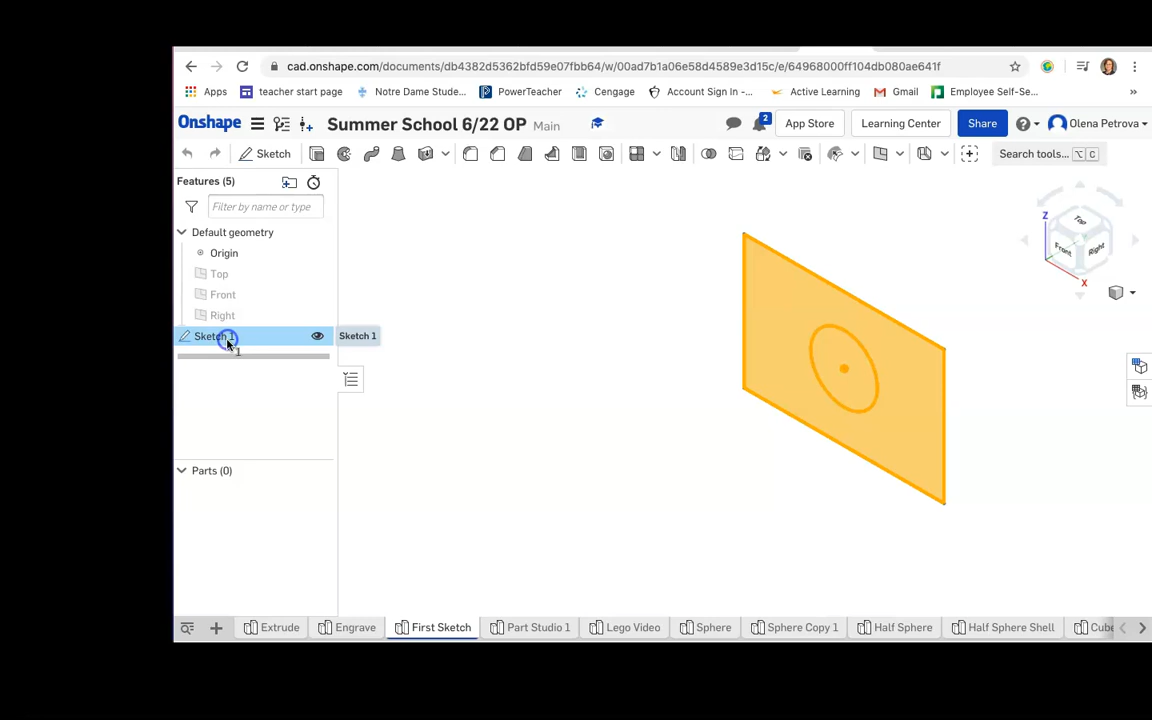 cad.onshape.com/documents/db4382d5362bfd59e07fbb64/w/00ad7b1a06e58d4589e3d15c/e/64968000ff104db080ae641f
Apps teacher start page Notre Dame Stude... PowerTeacher Cengage Account Sign In -... Active Learning Gmail Employee Self-Se... »
Onshape Summer School 6/22 OP Main 2 App Store Learning Center Share Olena Petrova
Sketch Search tools... ⌥ C
Features (5)
Filter by name or type
Default geometry
Origin
Top
Front
Right
Sketch 1 Sketch 1
1
Parts (0)
Z
Top
Front Right
X
Extrude Engrave First Sketch Part Studio 1 Lego Video Sphere Sphere Copy 1 Half Sphere Half Sphere Shell Cube